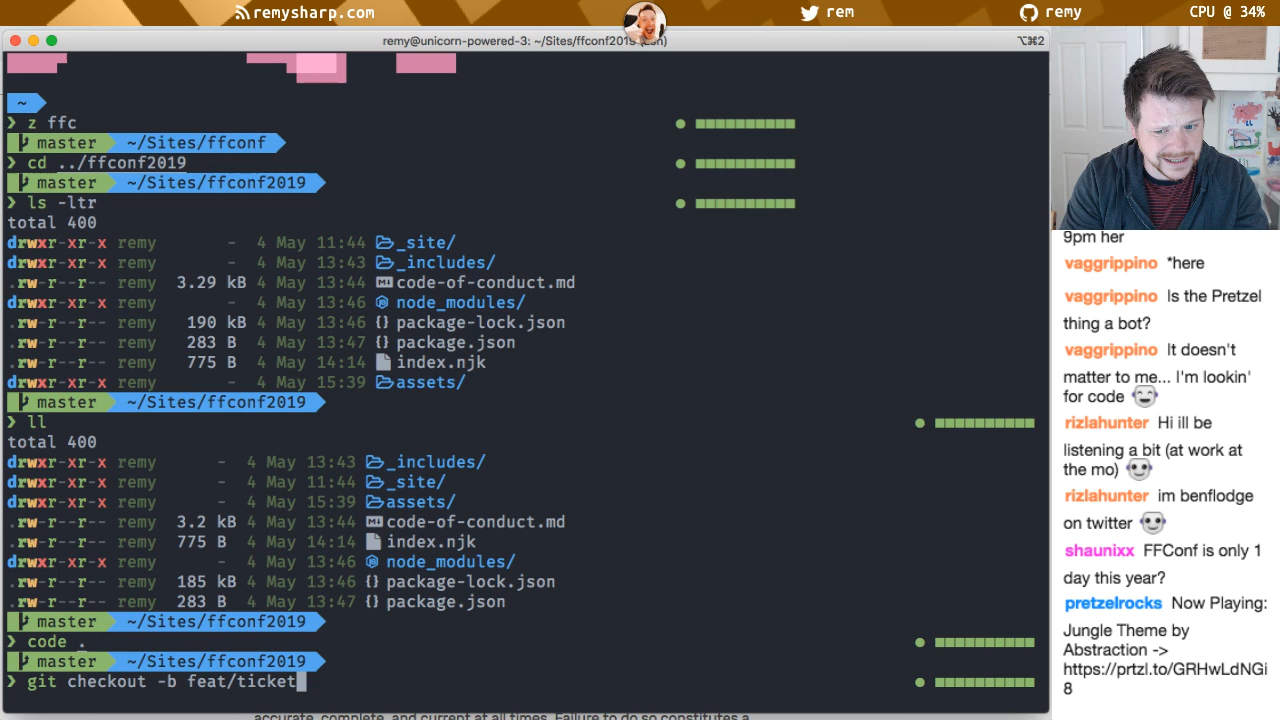 remysharp.com
rem
remy
CPU @ 34%
remy@unicorn-powered-3: ~/Sites/ffconf2019 (zsh)
⌥⌘2
~
❯ z ffc
master ~/Sites/ffconf
❯ cd ../ffconf2019
master ~/Sites/ffconf2019
❯ ls -ltr
total 400
drwxr-xr-x remy - 4 May 11:44 _site/
drwxr-xr-x remy - 4 May 13:43 _includes/
.rw-r--r-- remy 3.29 kB 4 May 13:44 code-of-conduct.md
drwxr-xr-x remy - 4 May 13:46 node_modules/
.rw-r--r-- remy 190 kB 4 May 13:46 {} package-lock.json
.rw-r--r-- remy 283 B 4 May 13:47 {} package.json
.rw-r--r-- remy 775 B 4 May 14:14 index.njk
drwxr-xr-x remy - 4 May 15:39 assets/
master ~/Sites/ffconf2019
❯ ll
total 400
drwxr-xr-x remy - 4 May 13:43 _includes/
drwxr-xr-x remy - 4 May 11:44 _site/
drwxr-xr-x remy - 4 May 15:39 assets/
.rw-r--r-- remy 3.2 kB 4 May 13:44 code-of-conduct.md
.rw-r--r-- remy 775 B 4 May 14:14 index.njk
drwxr-xr-x remy - 4 May 13:46 node_modules/
.rw-r--r-- remy 185 kB 4 May 13:46 {} package-lock.json
.rw-r--r-- remy 283 B 4 May 13:47 {} package.json
master ~/Sites/ffconf2019
❯ code .
master ~/Sites/ffconf2019
❯ git checkout -b feat/ticket
accurate, complete, and current at all times. Failure to do so constitutes a
9pm her
vaggrippino *here
vaggrippino Is the Pretzel
thing a bot?
vaggrippino It doesn't
matter to me... I'm lookin'
for code
rizlahunter Hi ill be
listening a bit (at work at
the mo)
rizlahunter im benflodge
on twitter
shaunixx FFConf is only 1
day this year?
pretzelrocks Now Playing:
Jungle Theme by
Abstraction ->
https://prtzl.to/GRHwLdNGi
8